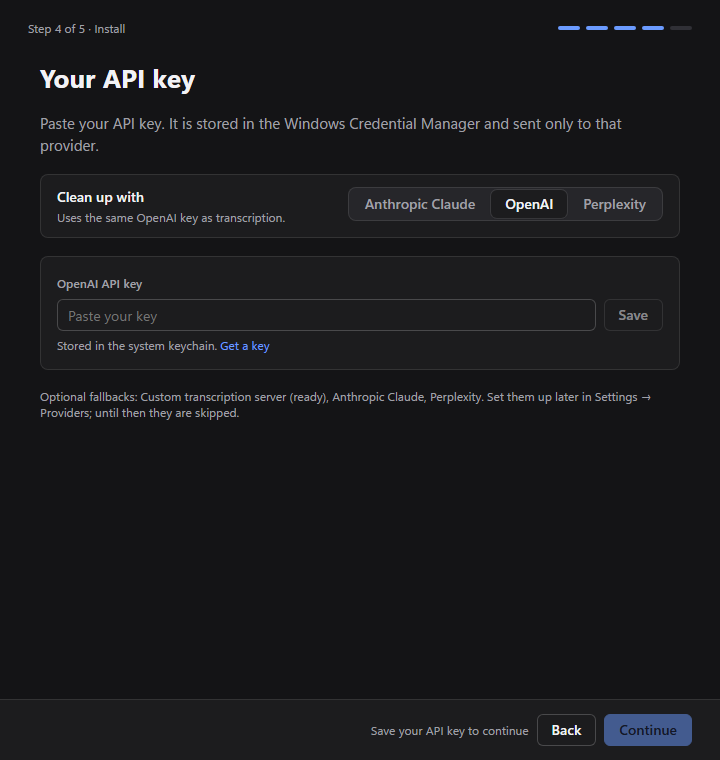 Step 4 of 5 · Install
Your API key
Paste your API key. It is stored in the Windows Credential Manager and sent only to that
provider.
Clean up with
Uses the same OpenAI key as transcription.
Anthropic Claude
OpenAI
Perplexity
OpenAI API key
Paste your key
Save
Stored in the system keychain. Get a key
Optional fallbacks: Custom transcription server (ready), Anthropic Claude, Perplexity. Set them up later in Settings →
Providers; until then they are skipped.
Save your API key to continue
Back
Continue